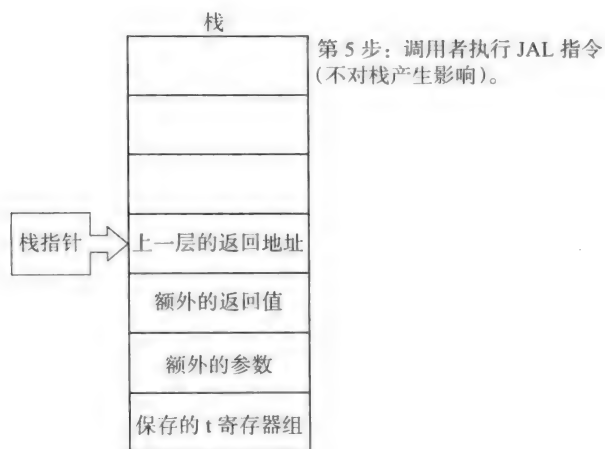 栈
第 5 步：调用者执行 JAL 指令
（不对栈产生影响）。
栈指针
上一层的返回地址
额外的返回值
额外的参数
保存的 t 寄存器组